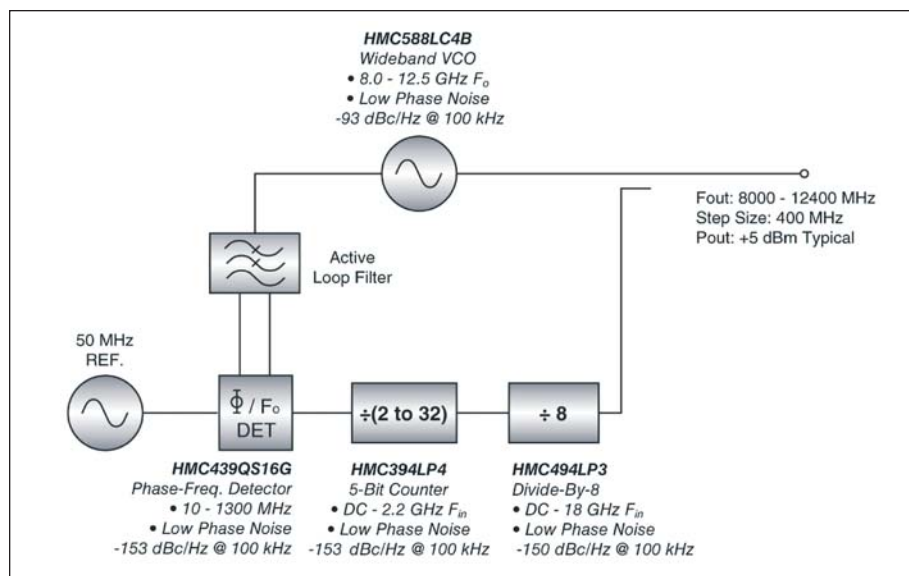 HMC588LC4B
Wideband VCO
• 8.0 - 12.5 GHz Fo
• Low Phase Noise
-93 dBc/Hz @ 100 kHz
Fout: 8000 - 12400 MHz
Step Size: 400 MHz
Pout: +5 dBm Typical
Active
Loop Filter
50 MHz
REF.
Φ / Fo
DET
÷(2 to 32)
÷ 8
HMC439QS16G
Phase-Freq. Detector
• 10 - 1300 MHz
• Low Phase Noise
-153 dBc/Hz @ 100 kHz
HMC394LP4
5-Bit Counter
• DC - 2.2 GHz Fin
• Low Phase Noise
-153 dBc/Hz @ 100 kHz
HMC494LP3
Divide-By-8
• DC - 18 GHz Fin
• Low Phase Noise
-150 dBc/Hz @ 100 kHz